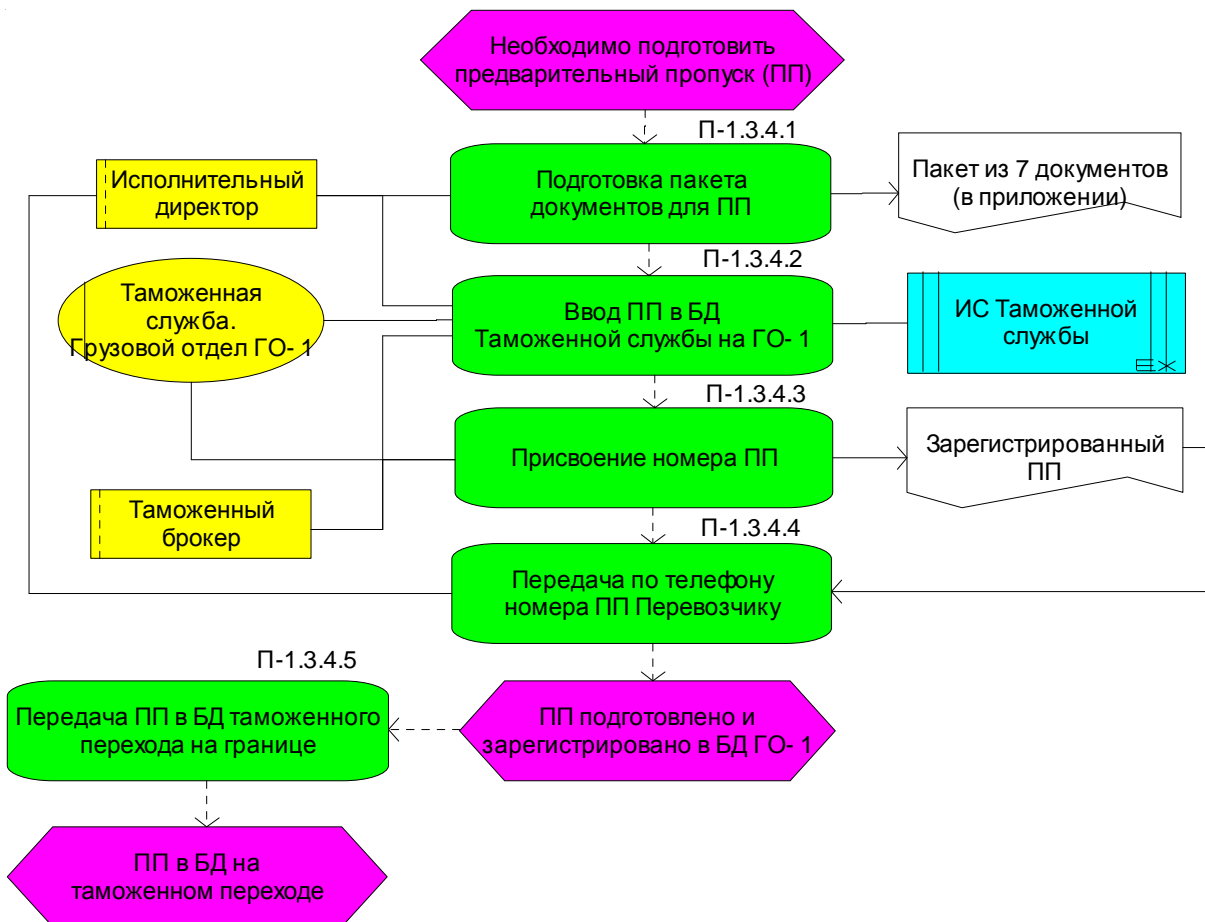 Необходимо подготовить
предварительный пропуск (ПП)
П-1.3.4.1
Исполнительный
директор
Подготовка пакета
документов для ПП
Пакет из 7 документов
(в приложении)
П-1.3.4.2
Таможенная
служба.
Грузовой отдел ГО- 1
Ввод ПП в БД
Таможенной службы на ГО- 1
ИС Таможенной
службы
П-1.3.4.3
Присвоение номера ПП
Зарегистрированный
ПП
Таможенный
брокер
П-1.3.4.4
Передача по телефону
номера ПП Перевозчику
П-1.3.4.5
Передача ПП в БД таможенного
перехода на границе
ПП подготовлено и
зарегистрировано в БД ГО- 1
ПП в БД на
таможенном переходе